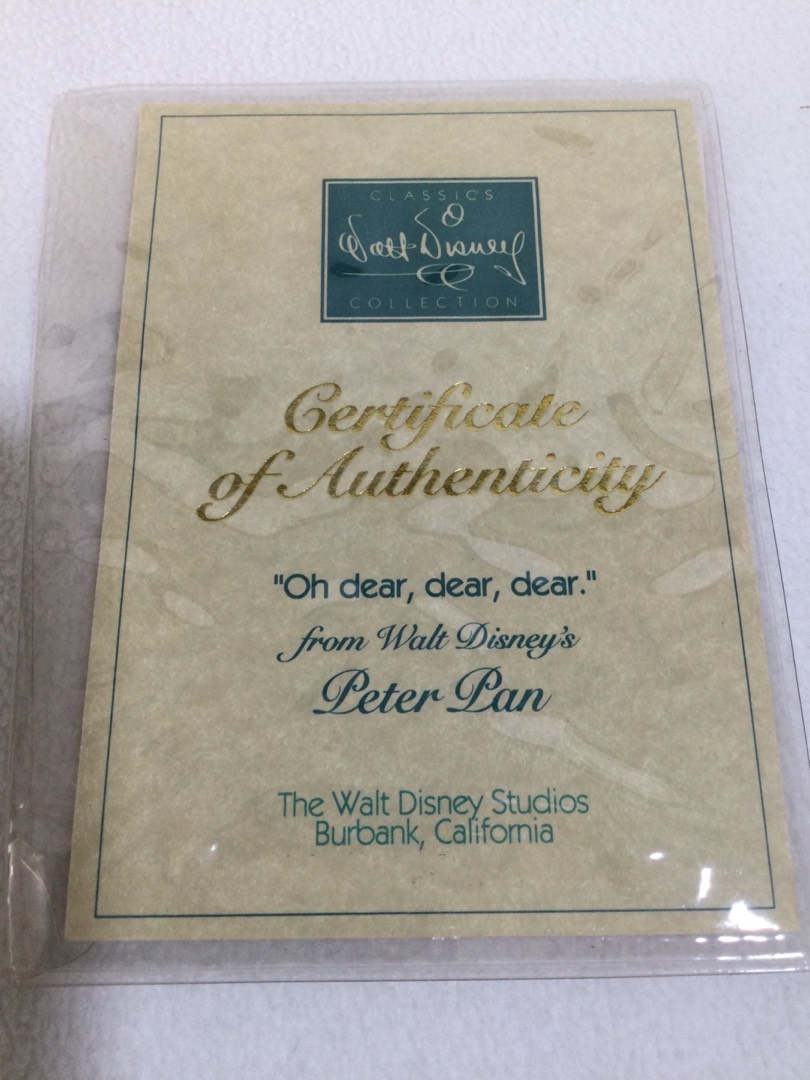 CLASSICS
Walt Disney
COLLECTION
Certificate
of Authenticity
"Oh dear, dear, dear."
from Walt Disney's
Peter Pan
The Walt Disney Studios
Burbank, California